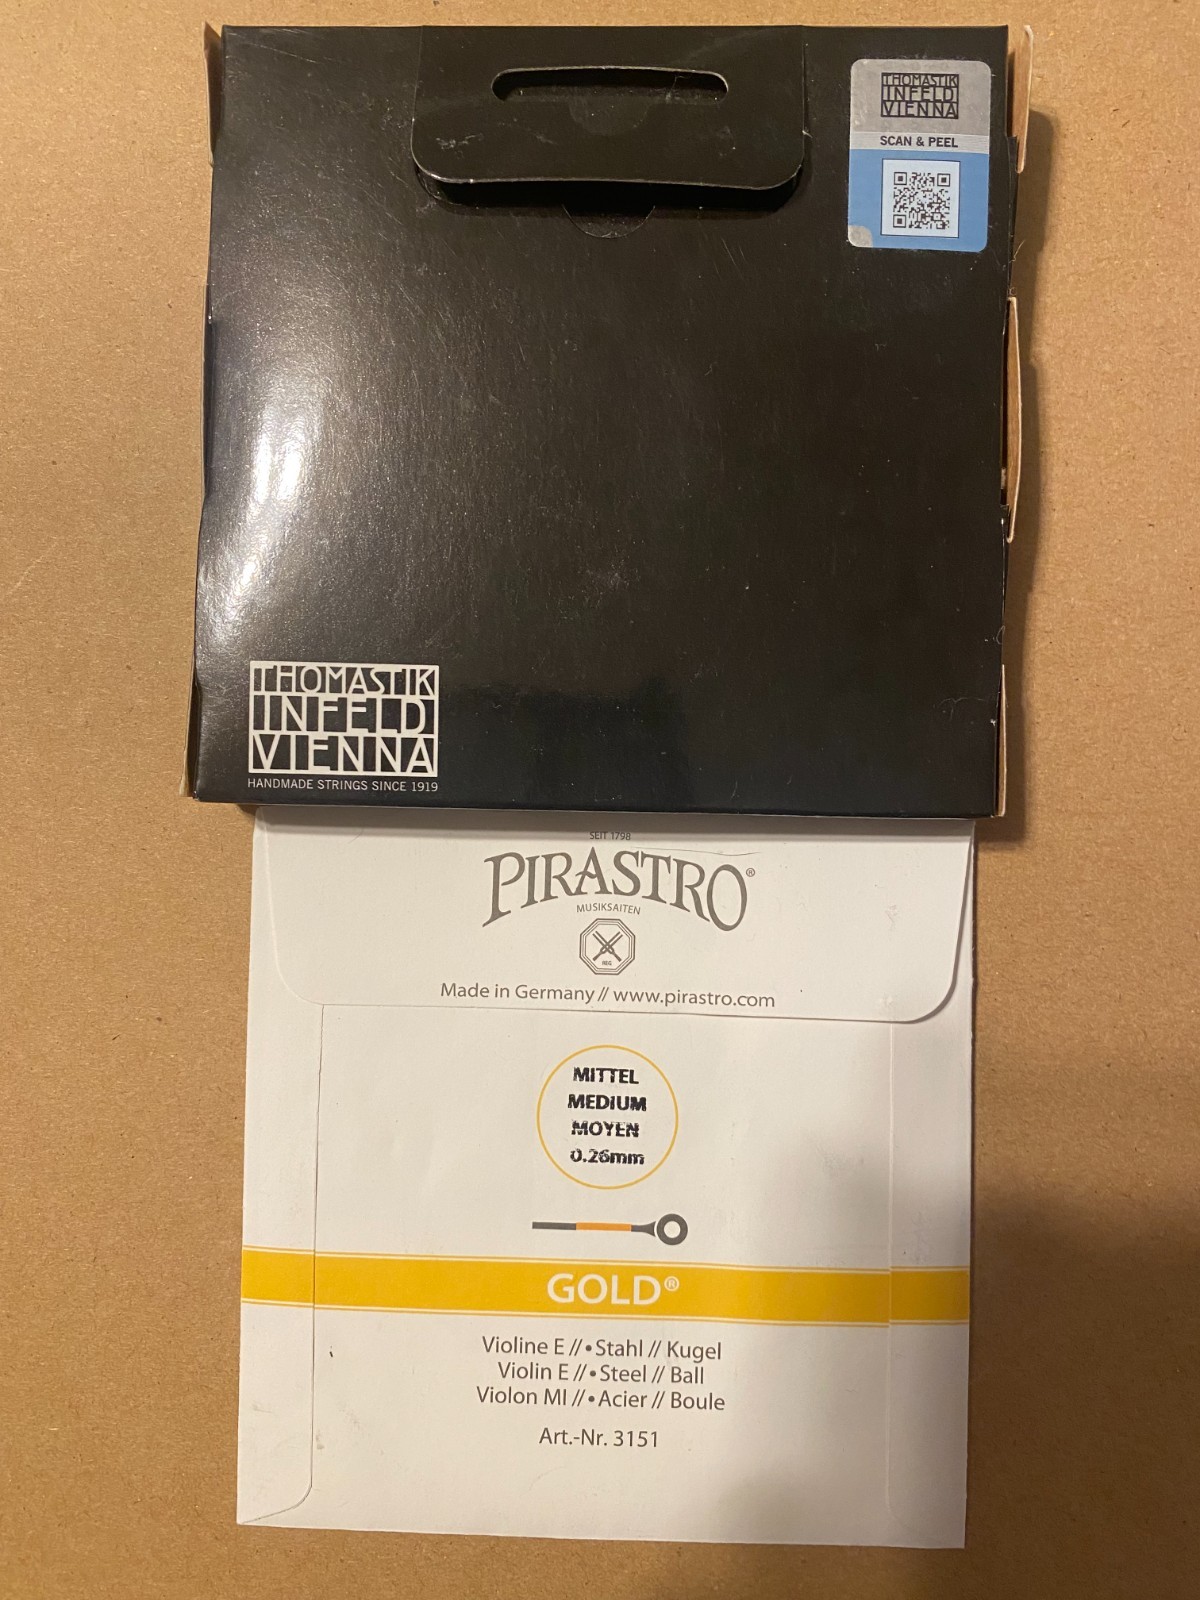 THOMASTIK
INFELD
VIENNA
SCAN & PEEL
THOMASTIK
INFELD
VIENNA
HANDMADE STRINGS SINCE 1919
SEIT 1798
PIRASTRO®
MUSIKSAITEN
REG
Made in Germany // www.pirastro.com
MITTEL
MEDIUM
MOYEN
0.26mm
GOLD®
Violine E //•Stahl // Kugel
Violin E //•Steel // Ball
Violon MI //•Acier // Boule
Art.-Nr. 3151